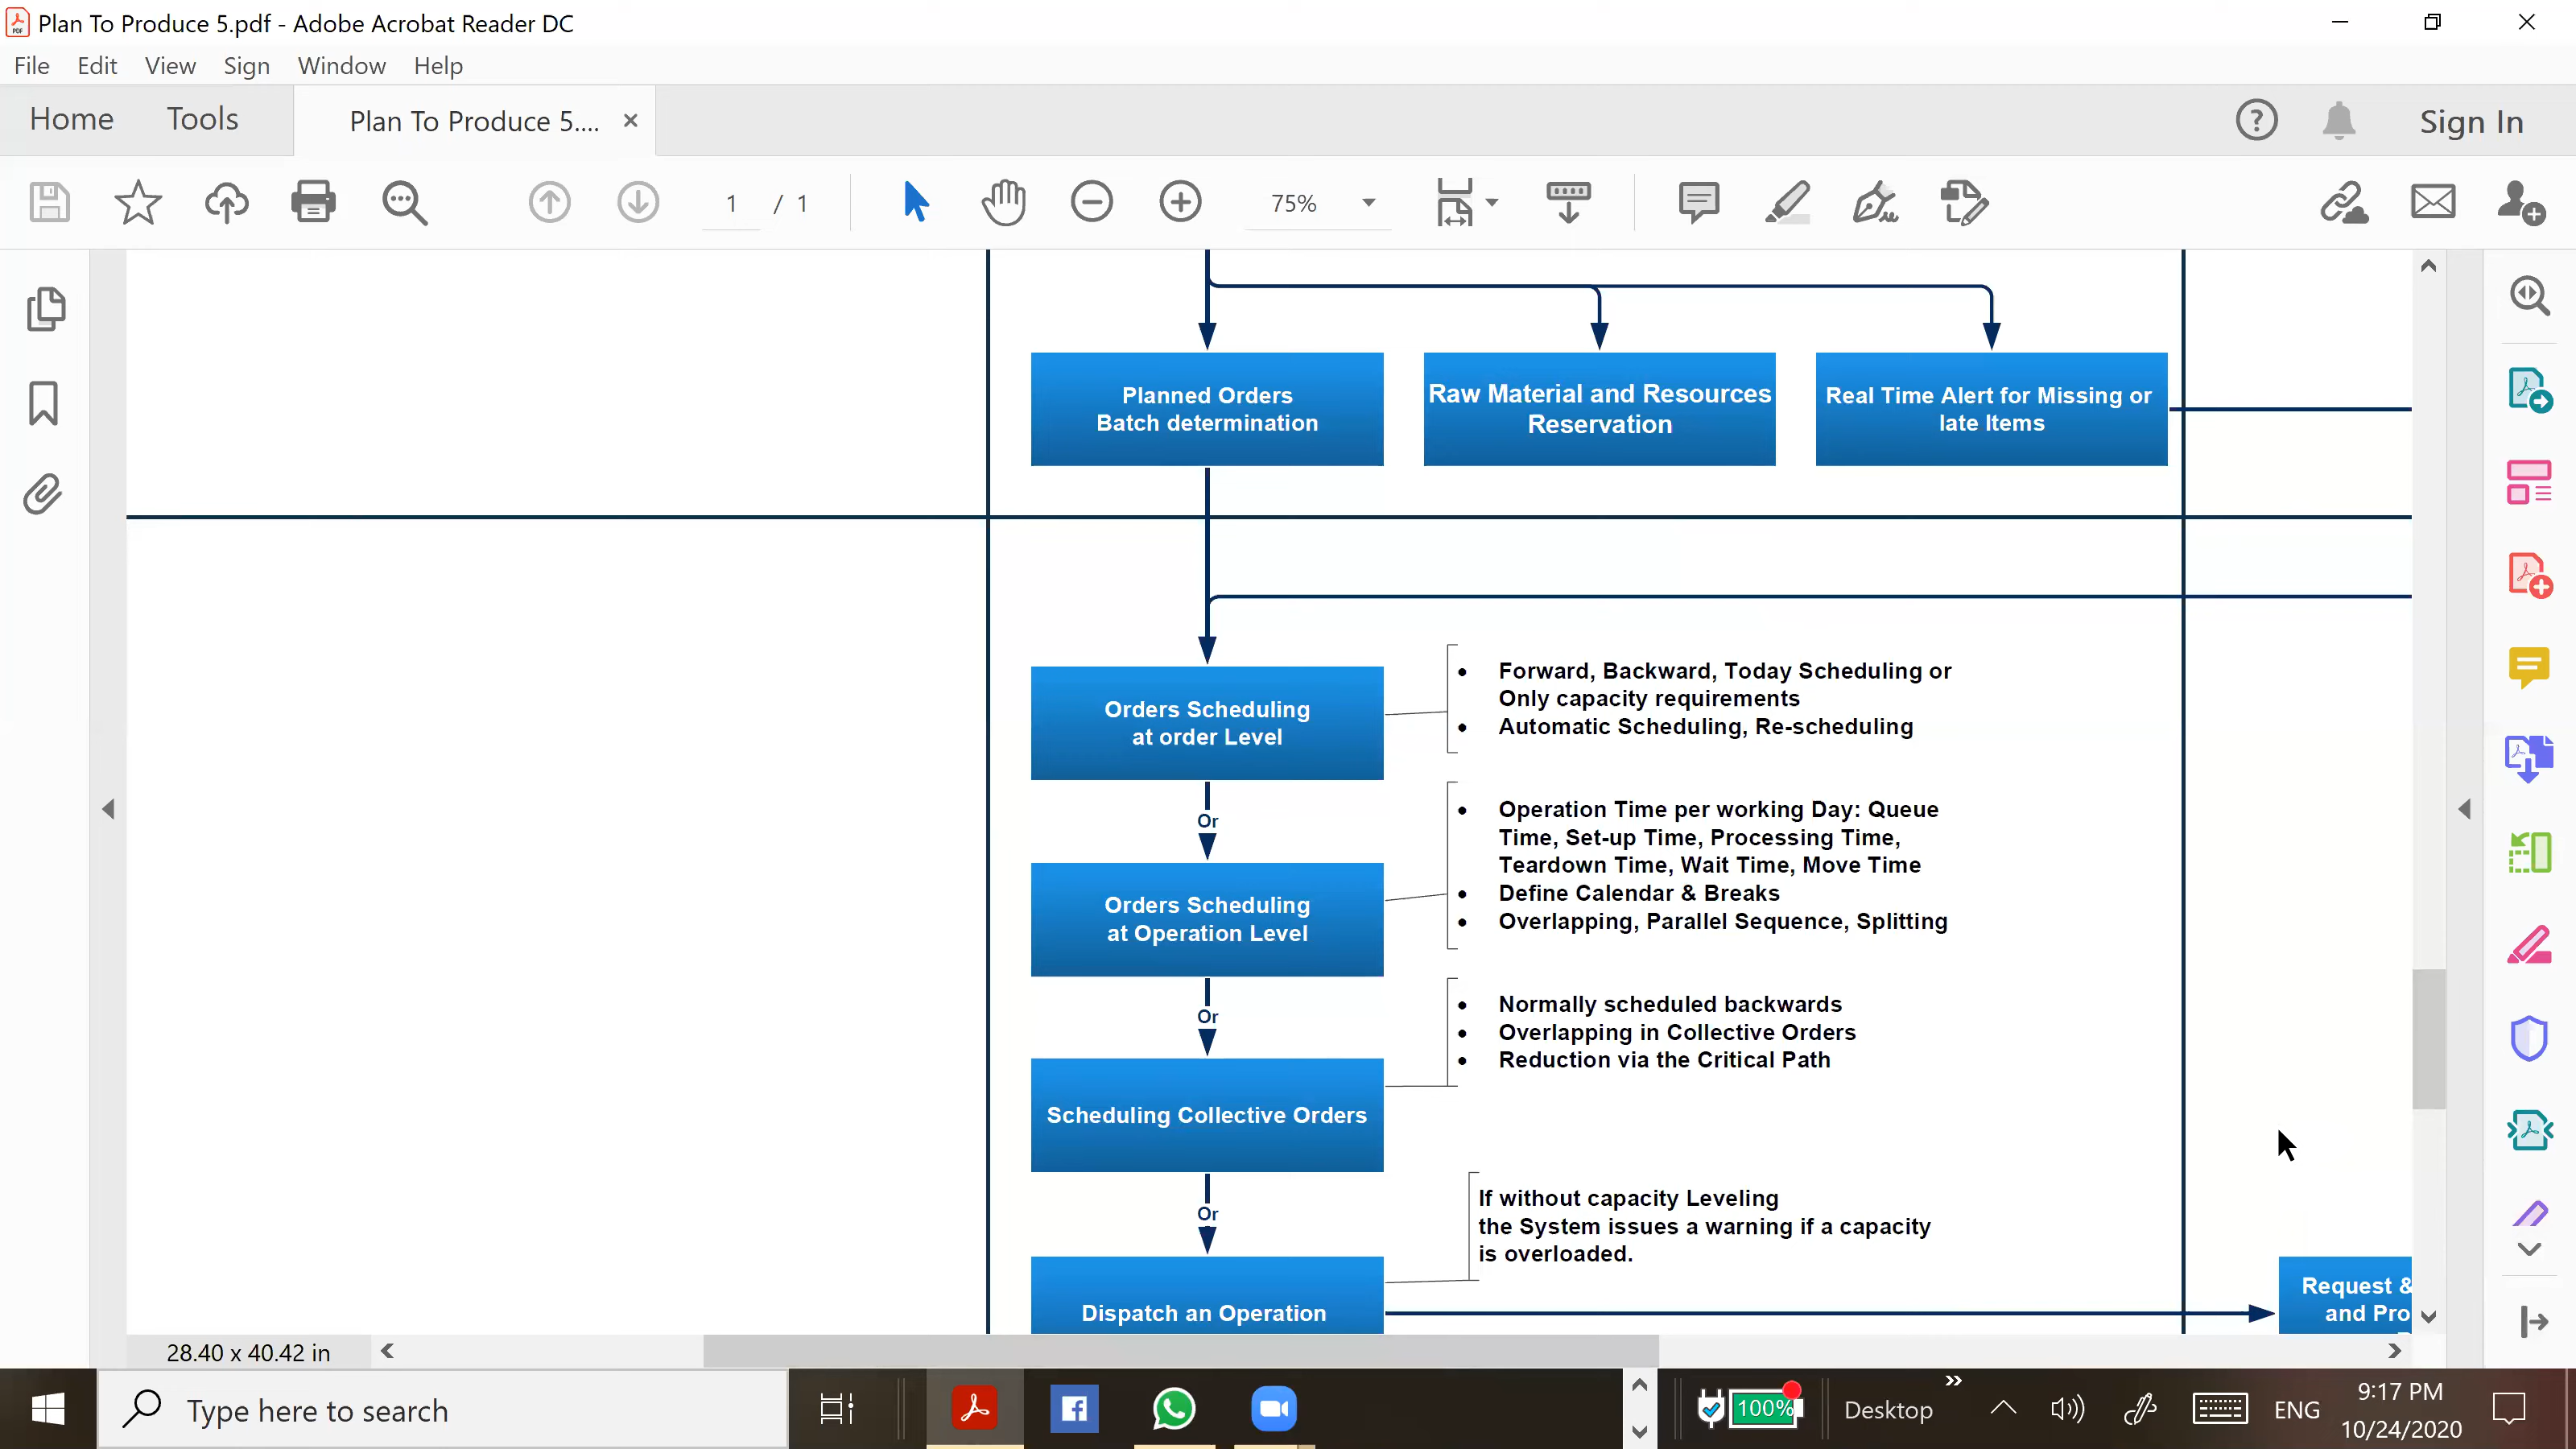 Plan To Produce 5.pdf - Adobe Acrobat Reader DC
File Edit View Sign Window Help
Home Tools Plan To Produce 5.... Sign In
1 / 1 75%
Planned Orders
Batch determination
Raw Material and Resources
Reservation
Real Time Alert for Missing or
late Items
Orders Scheduling
at order Level
• Forward, Backward, Today Scheduling or
Only capacity requirements
• Automatic Scheduling, Re-scheduling
Or
Orders Scheduling
at Operation Level
• Operation Time per working Day: Queue
Time, Set-up Time, Processing Time,
Teardown Time, Wait Time, Move Time
• Define Calendar & Breaks
• Overlapping, Parallel Sequence, Splitting
Or
Scheduling Collective Orders
• Normally scheduled backwards
• Overlapping in Collective Orders
• Reduction via the Critical Path
Or
If without capacity Leveling
the System issues a warning if a capacity
is overloaded.
Dispatch an Operation
Request &
and Pro
28.40 x 40.42 in
Type here to search
100%
Desktop
ENG
9:17 PM
10/24/2020